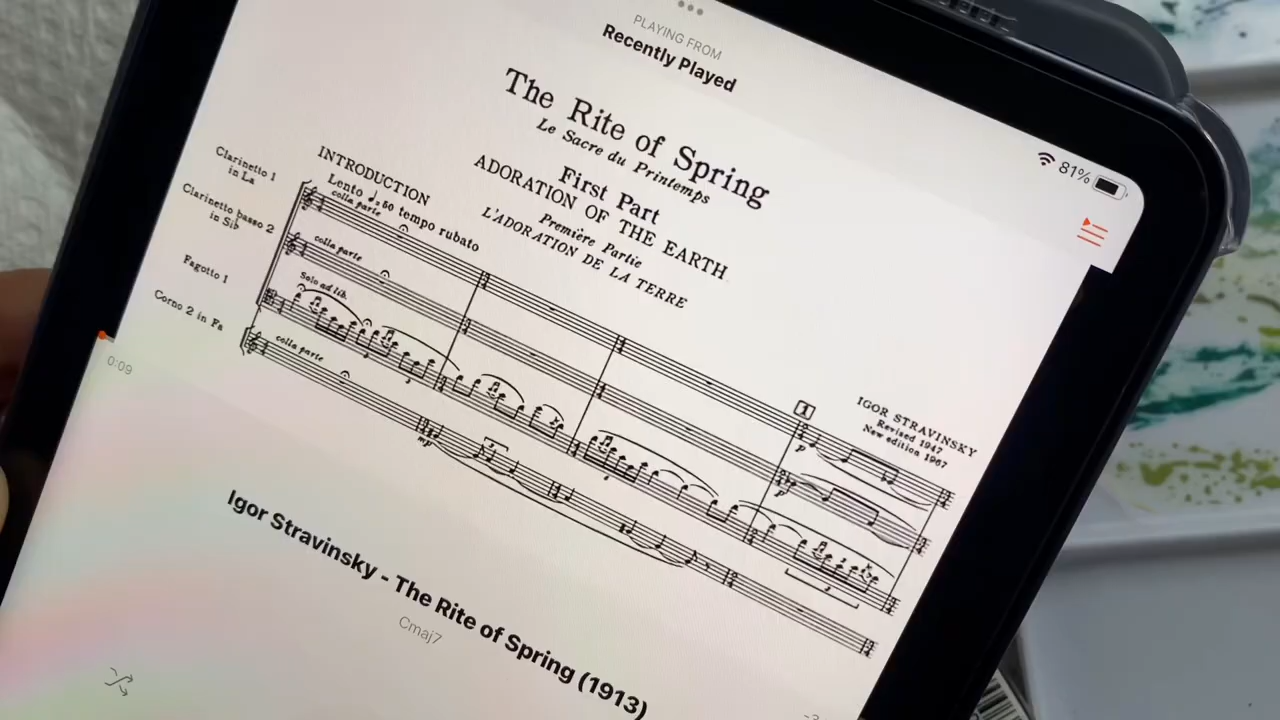 PLAYING FROM
Recently Played
81%
The Rite of Spring
Le Sacre du Printemps
First Part
ADORATION OF THE EARTH
Première Partie
L'ADORATION DE LA TERRE
INTRODUCTION
Lento ♩=50 tempo rubato
IGOR STRAVINSKY
Revised 1947
New edition 1967
Clarinetto 1
in La
colla parte
Clarinetto basso 2
in Si♭
colla parte
Fagotto 1
Solo ad lib.
Corno 2 in Fa
colla parte
mp
1
p
p
0:09
Igor Stravinsky - The Rite of Spring (1913)
Cmaj7